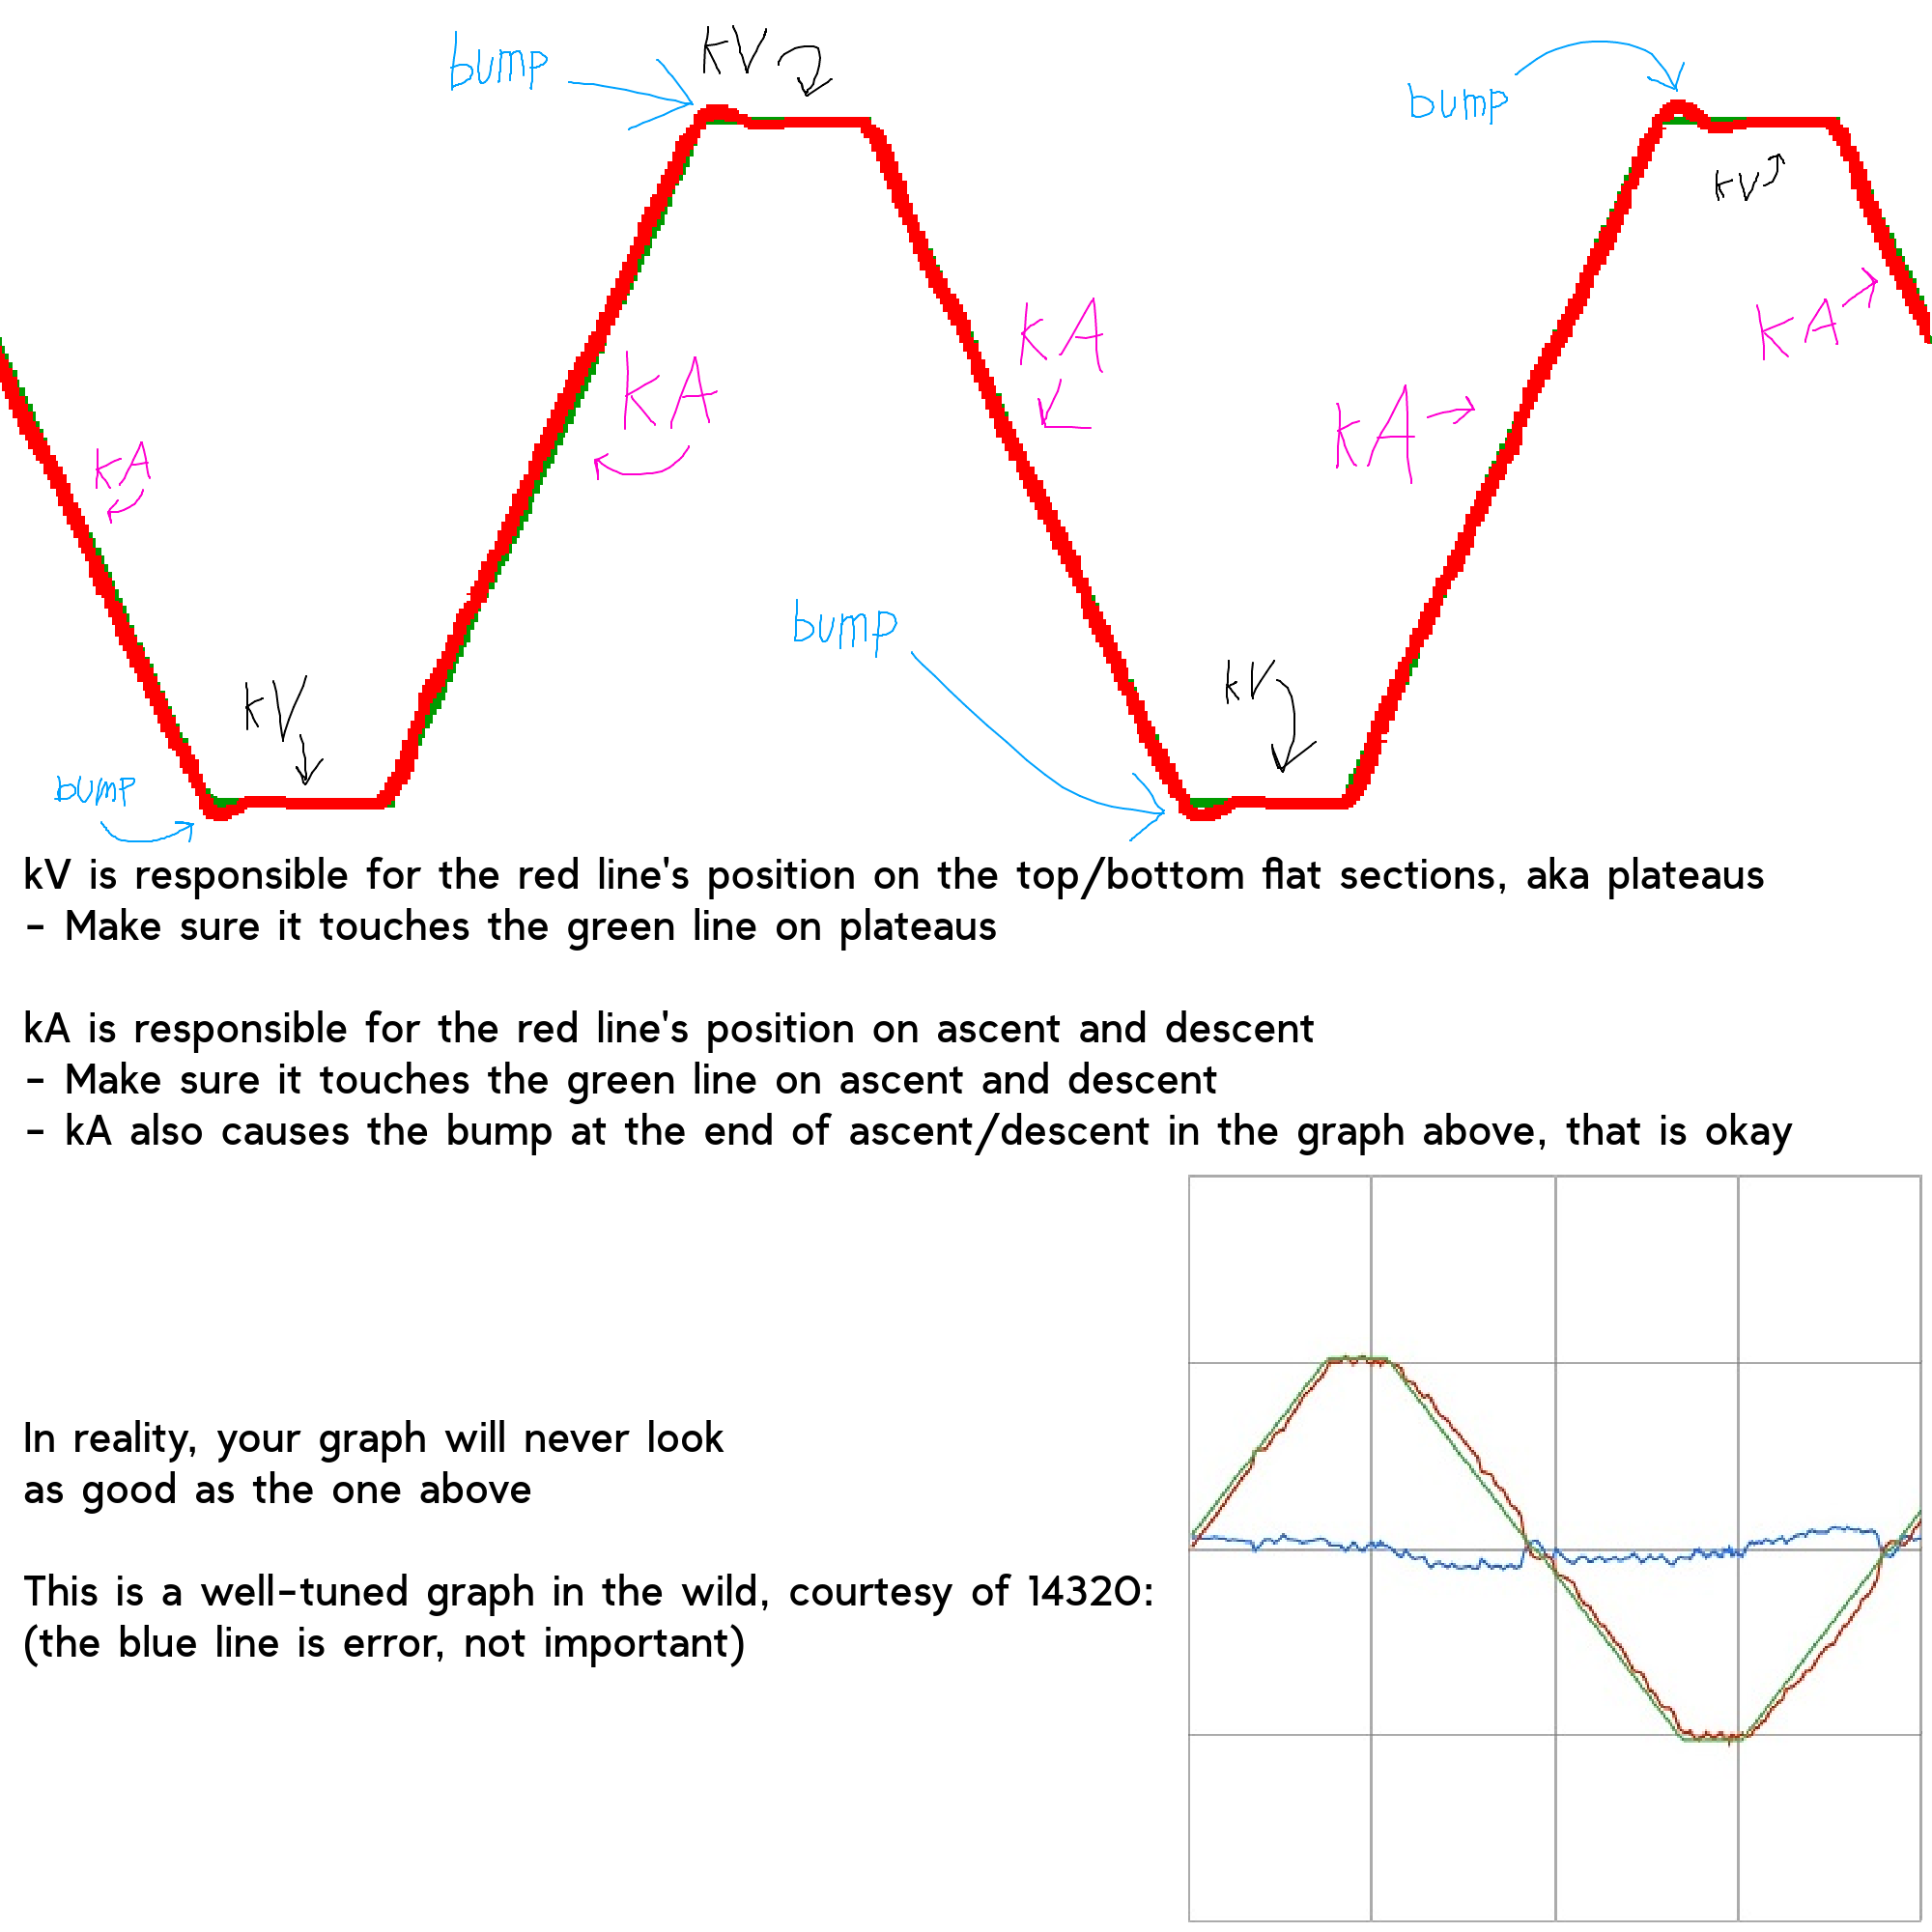 bump
kV
bump
kV
kA
kA
kA
kA
kA
bump
kV
kV
bump
kV is responsible for the red line's position on the top/bottom flat sections, aka plateaus
- Make sure it touches the green line on plateaus
kA is responsible for the red line's position on ascent and descent
- Make sure it touches the green line on ascent and descent
- kA also causes the bump at the end of ascent/descent in the graph above, that is okay
In reality, your graph will never look
as good as the one above
This is a well-tuned graph in the wild, courtesy of 14320:
(the blue line is error, not important)